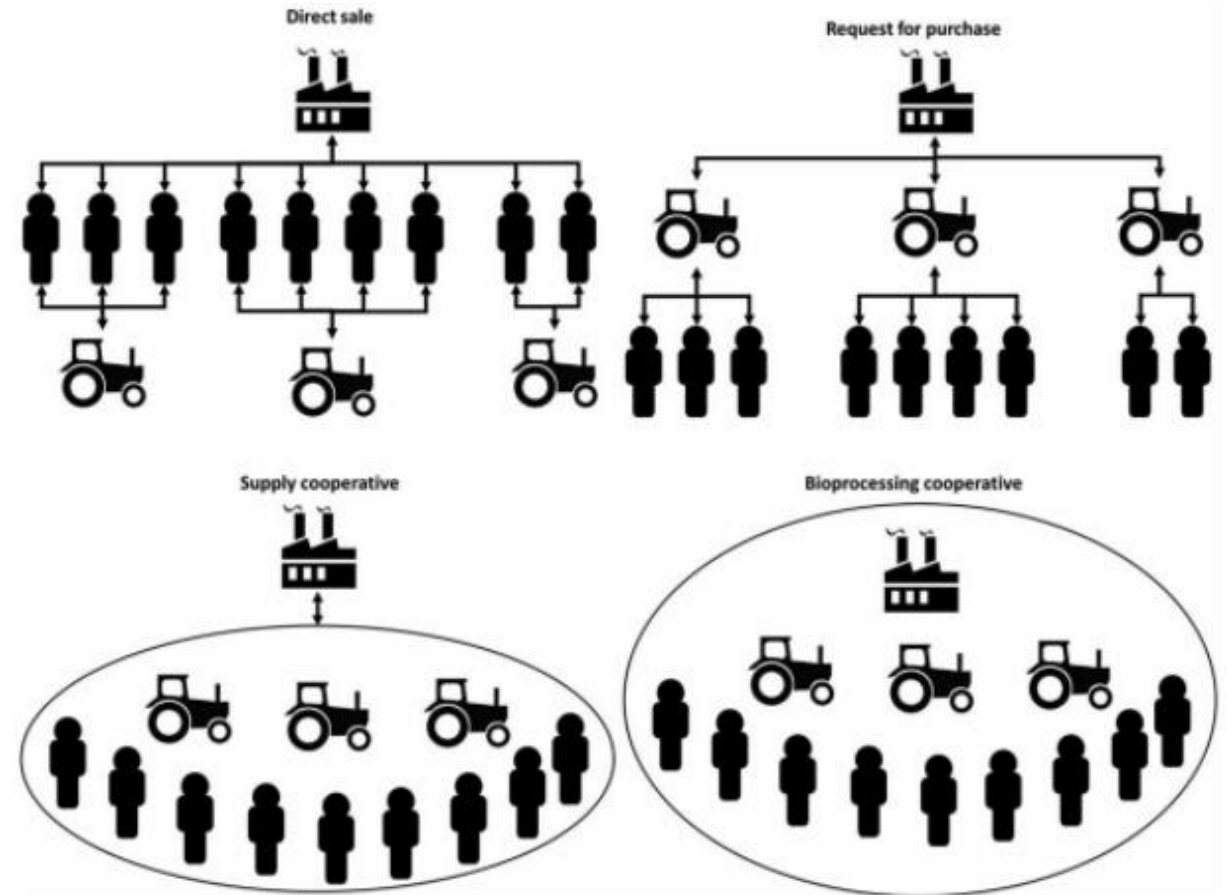 Direct sale
Request for purchase
Supply cooperative
Bioprocessing cooperative